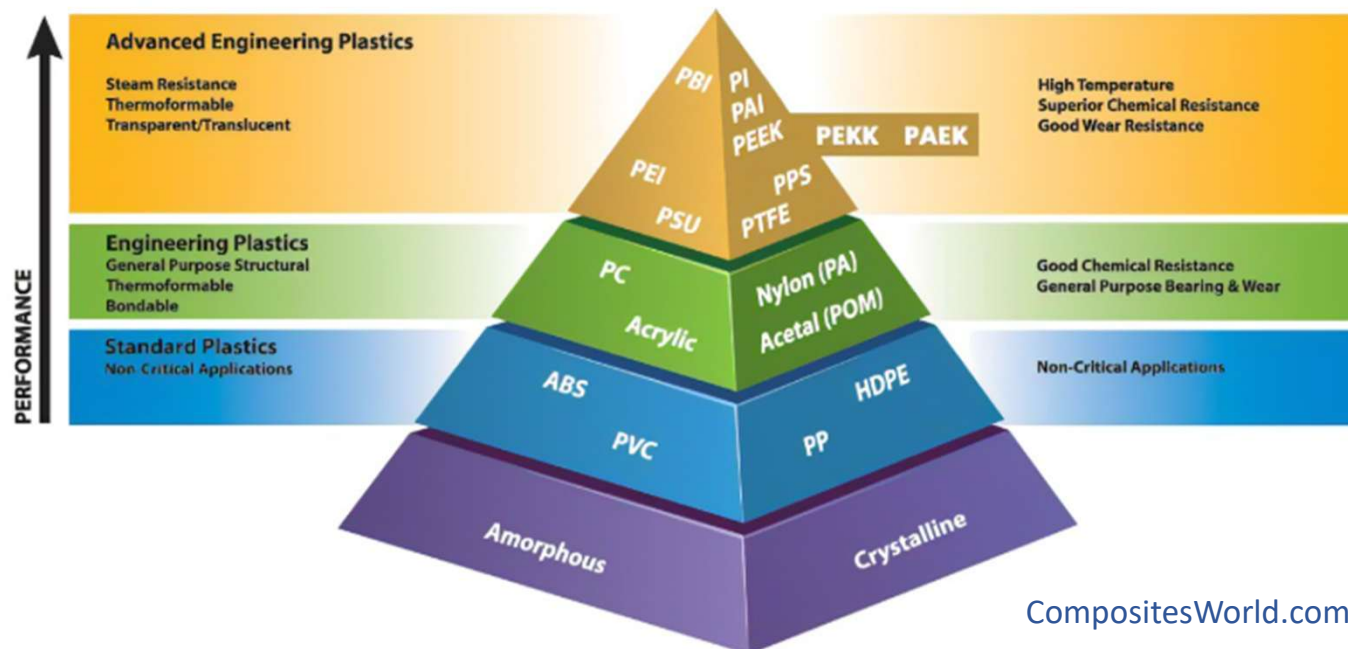 PERFORMANCE
Advanced Engineering Plastics
Steam Resistance
Thermoformable
Transparent/Translucent
PBI
PI
PAI
PEEK
PEKK PAEK
PEI
PPS
PSU
PTFE
High Temperature
Superior Chemical Resistance
Good Wear Resistance
Engineering Plastics
General Purpose Structural
Thermoformable
Bondable
PC
Acrylic
Nylon (PA)
Acetal (POM)
Good Chemical Resistance
General Purpose Bearing & Wear
Standard Plastics
Non-Critical Applications
ABS
PVC
HDPE
PP
Non-Critical Applications
Amorphous
Crystalline
CompositesWorld.com